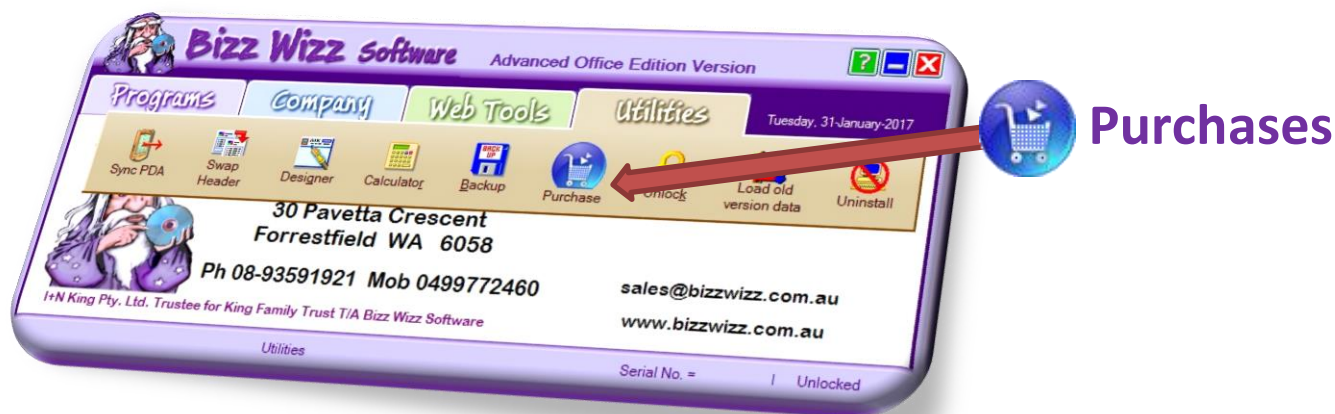 Bizz Wizz Software Advanced Office Edition Version
?
Programs Company Web Tools Utilities Tuesday, 31-January-2017
Purchases
Sync PDA Swap Header Designer Calculator BACK UP Backup Purchase Unlock Load old version data Uninstall
30 Pavetta Crescent
Forrestfield WA 6058
Ph 08-93591921 Mob 0499772460 sales@bizzwizz.com.au
I+N King Pty. Ltd. Trustee for King Family Trust T/A Bizz Wizz Software www.bizzwizz.com.au
Utilities Serial No. = | Unlocked